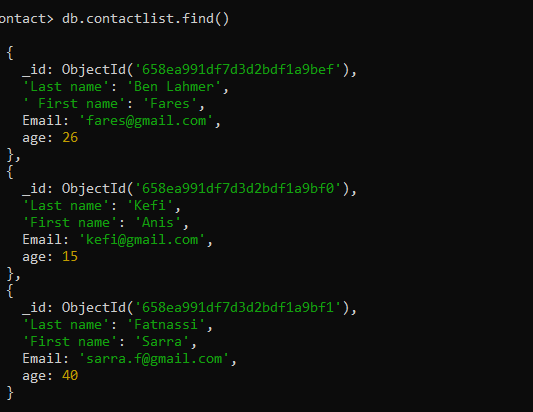 ontact> db.contactlist.find()
{
_id: ObjectId('658ea991df7d3d2bdf1a9bef'),
'Last name': 'Ben Lahmer',
' First name': 'Fares',
Email: 'fares@gmail.com',
age: 26
},
{
_id: ObjectId('658ea991df7d3d2bdf1a9bf0'),
'Last name': 'Kefi',
'First name': 'Anis',
Email: 'kefi@gmail.com',
age: 15
},
{
_id: ObjectId('658ea991df7d3d2bdf1a9bf1'),
'Last name': 'Fatnassi',
'First name': 'Sarra',
Email: 'sarra.f@gmail.com',
age: 40
}